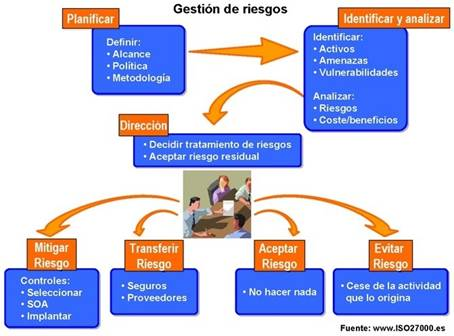 Gestión de riesgos
Planificar
Definir:
• Alcance
• Política
• Metodología
Identificar y analizar
Identificar:
• Activos
• Amenazas
• Vulnerabilidades
Analizar:
• Riesgos
• Coste/beneficios
Dirección
• Decidir tratamiento de riesgos
• Aceptar riesgo residual
Mitigar
Riesgo
Controles:
• Seleccionar
• SOA
• Implantar
Transferir
Riesgo
• Seguros
• Proveedores
Aceptar
Riesgo
• No hacer nada
Evitar
Riesgo
• Cese de la actividad
que lo origina
Fuente: www.ISO27000.es